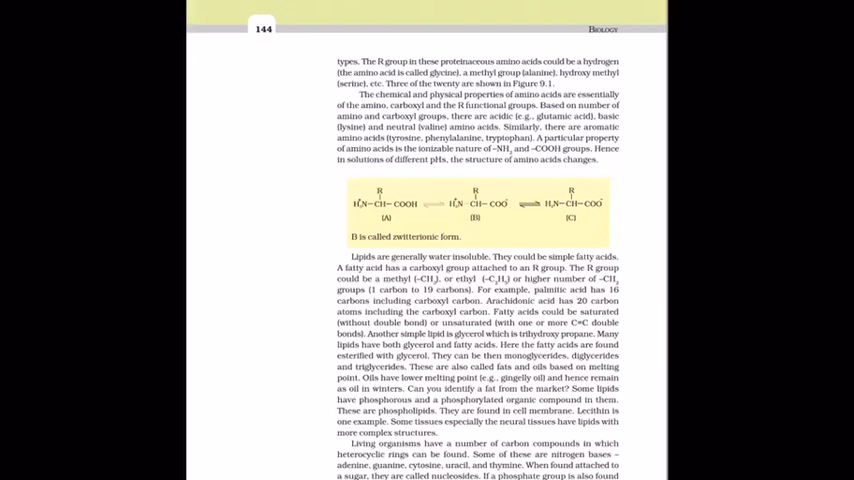 144
BIOLOGY
types. The R group in these proteinaceous amino acids could be a hydrogen
(the amino acid is called glycine), a methyl group (alanine), hydroxy methyl
(serine), etc. Three of the twenty are shown in Figure 9.1.
The chemical and physical properties of amino acids are essentially
of the amino, carboxyl and the R functional groups. Based on number of
amino and carboxyl groups, there are acidic (e.g., glutamic acid), basic
(lysine) and neutral (valine) amino acids. Similarly, there are aromatic
amino acids (tyrosine, phenylalanine, tryptophan). A particular property
of amino acids is the ionizable nature of –NH₂ and –COOH groups. Hence
in solutions of different pHs, the structure of amino acids changes.
R R R
H₃⁺N–CH–COOH ⇌ H₃⁺N–CH–COO⁻ ⇌ H₂N–CH–COO⁻
(A) (B) (C)
B is called zwitterionic form.
Lipids are generally water insoluble. They could be simple fatty acids.
A fatty acid has a carboxyl group attached to an R group. The R group
could be a methyl (–CH₃), or ethyl (–C₂H₅) or higher number of –CH₂
groups (1 carbon to 19 carbons). For example, palmitic acid has 16
carbons including carboxyl carbon. Arachidonic acid has 20 carbon
atoms including the carboxyl carbon. Fatty acids could be saturated
(without double bond) or unsaturated (with one or more C=C double
bonds). Another simple lipid is glycerol which is trihydroxy propane. Many
lipids have both glycerol and fatty acids. Here the fatty acids are found
esterified with glycerol. They can be then monoglycerides, diglycerides
and triglycerides. These are also called fats and oils based on melting
point. Oils have lower melting point (e.g., gingelly oil) and hence remain
as oil in winters. Can you identify a fat from the market? Some lipids
have phosphorous and a phosphorylated organic compound in them.
These are phospholipids. They are found in cell membrane. Lecithin is
one example. Some tissues especially the neural tissues have lipids with
more complex structures.
Living organisms have a number of carbon compounds in which
heterocyclic rings can be found. Some of these are nitrogen bases –
adenine, guanine, cytosine, uracil, and thymine. When found attached to
a sugar, they are called nucleosides. If a phosphate group is also found